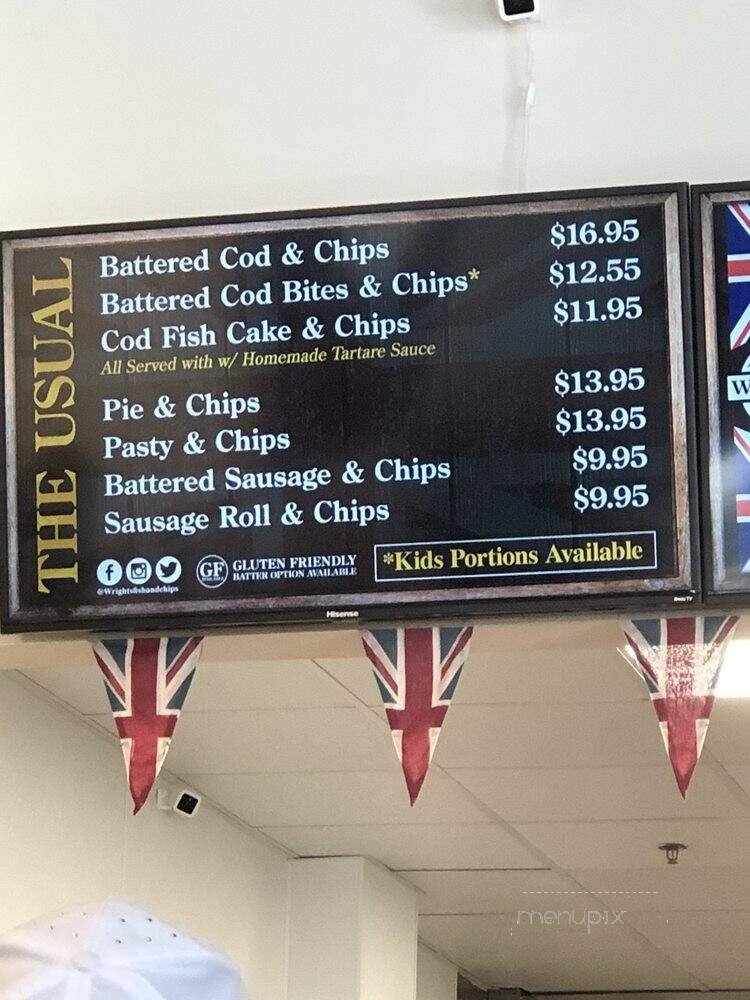 THE USUAL
Battered Cod & Chips $16.95
Battered Cod Bites & Chips* $12.55
Cod Fish Cake & Chips $11.95
All Served with w/ Homemade Tartare Sauce
Pie & Chips $13.95
Pasty & Chips $13.95
Battered Sausage & Chips $9.95
Sausage Roll & Chips $9.95
@Wrightsfishandchips
GF
GLUTEN FRIENDLY
BATTER OPTION AVAILABLE
*Kids Portions Available
Hisense
Roku TV
W
menupix